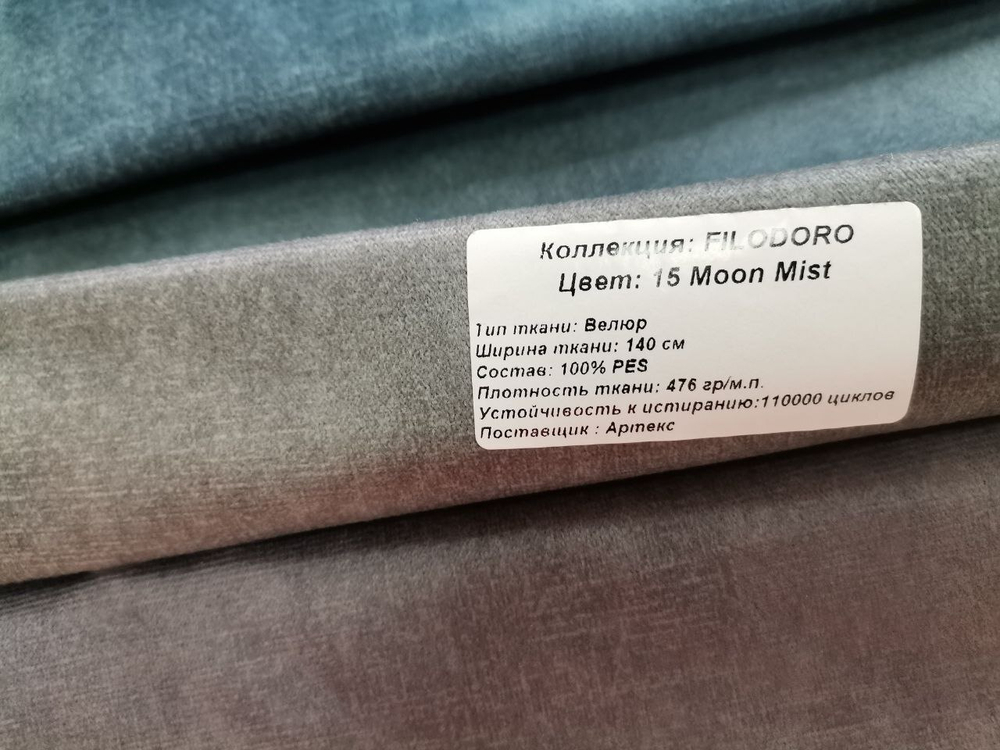 Коллекция: FILODORO
Цвет: 15 Moon Mist
Тип ткани: Велюр
Ширина ткани: 140 см
Состав: 100% PES
Плотность ткани: 476 гр/м.п.
Устойчивость к истиранию:110000 циклов
Поставщик : Артекс